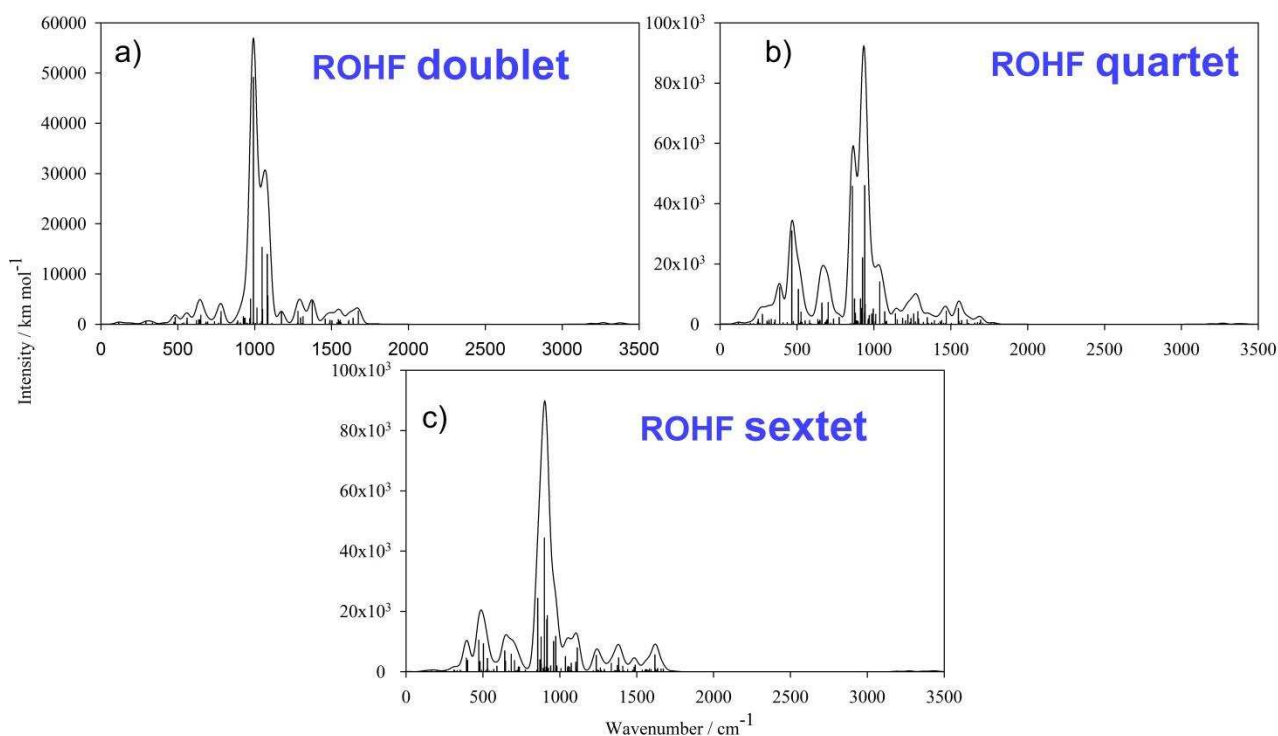 a)
ROHF doublet
60000
50000
40000
30000
20000
10000
0
0 500 1000 1500 2000 2500 3000 3500
b)
ROHF quartet
100x10³
80x10³
60x10³
40x10³
20x10³
0
0 500 1000 1500 2000 2500 3000 3500
Intensity / km mol⁻¹
c)
ROHF sextet
100x10³
80x10³
60x10³
40x10³
20x10³
0
0 500 1000 1500 2000 2500 3000 3500
Wavenumber / cm⁻¹